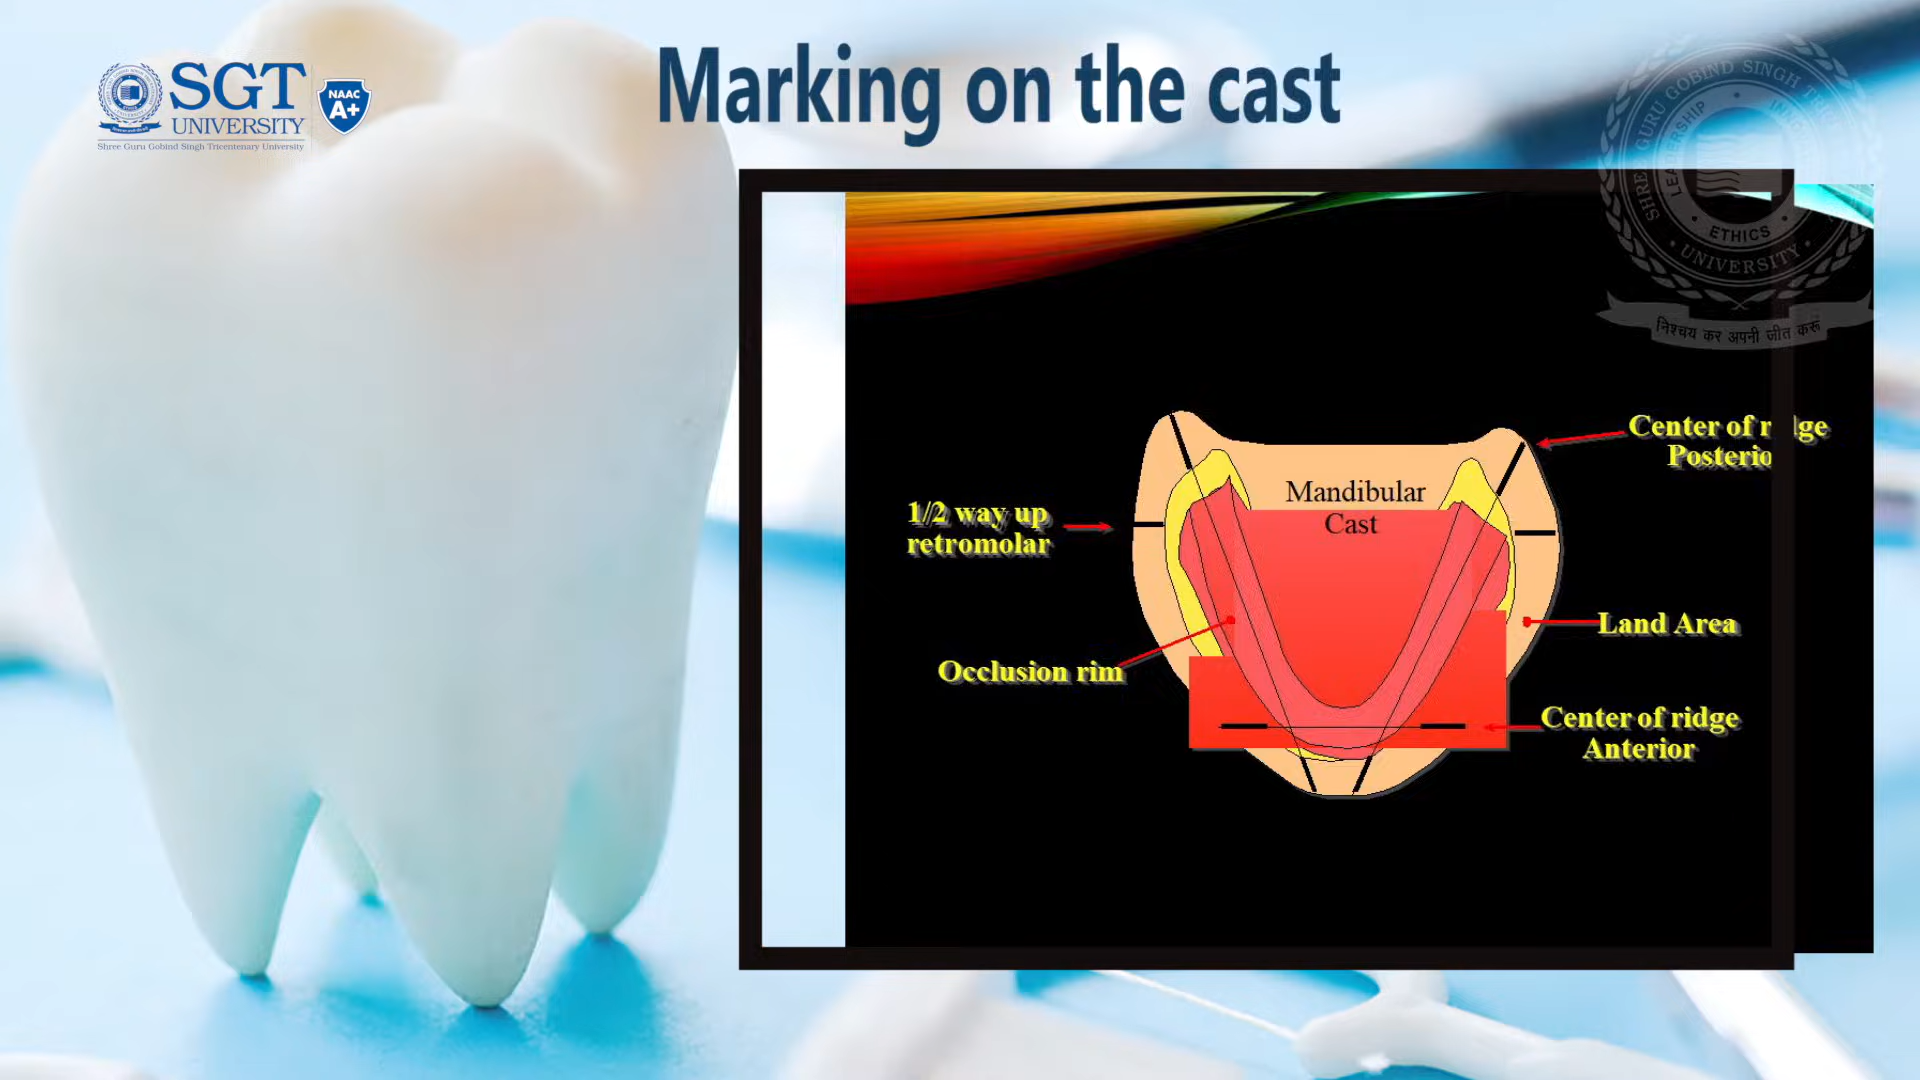 SGT
UNIVERSITY
Shree Guru Gobind Singh Tricentenary University
NAAC
A+
Marking on the cast
SHREE GURU GOBIND SINGH
LEADERSHIP
ETHICS
UNIVERSITY
निश्चय कर अपनी जीत करूं
Center of r lge
Posterio
Mandibular
Cast
1/2 way up
retromolar
Land Area
Occlusion rim
Center of ridge
Anterior